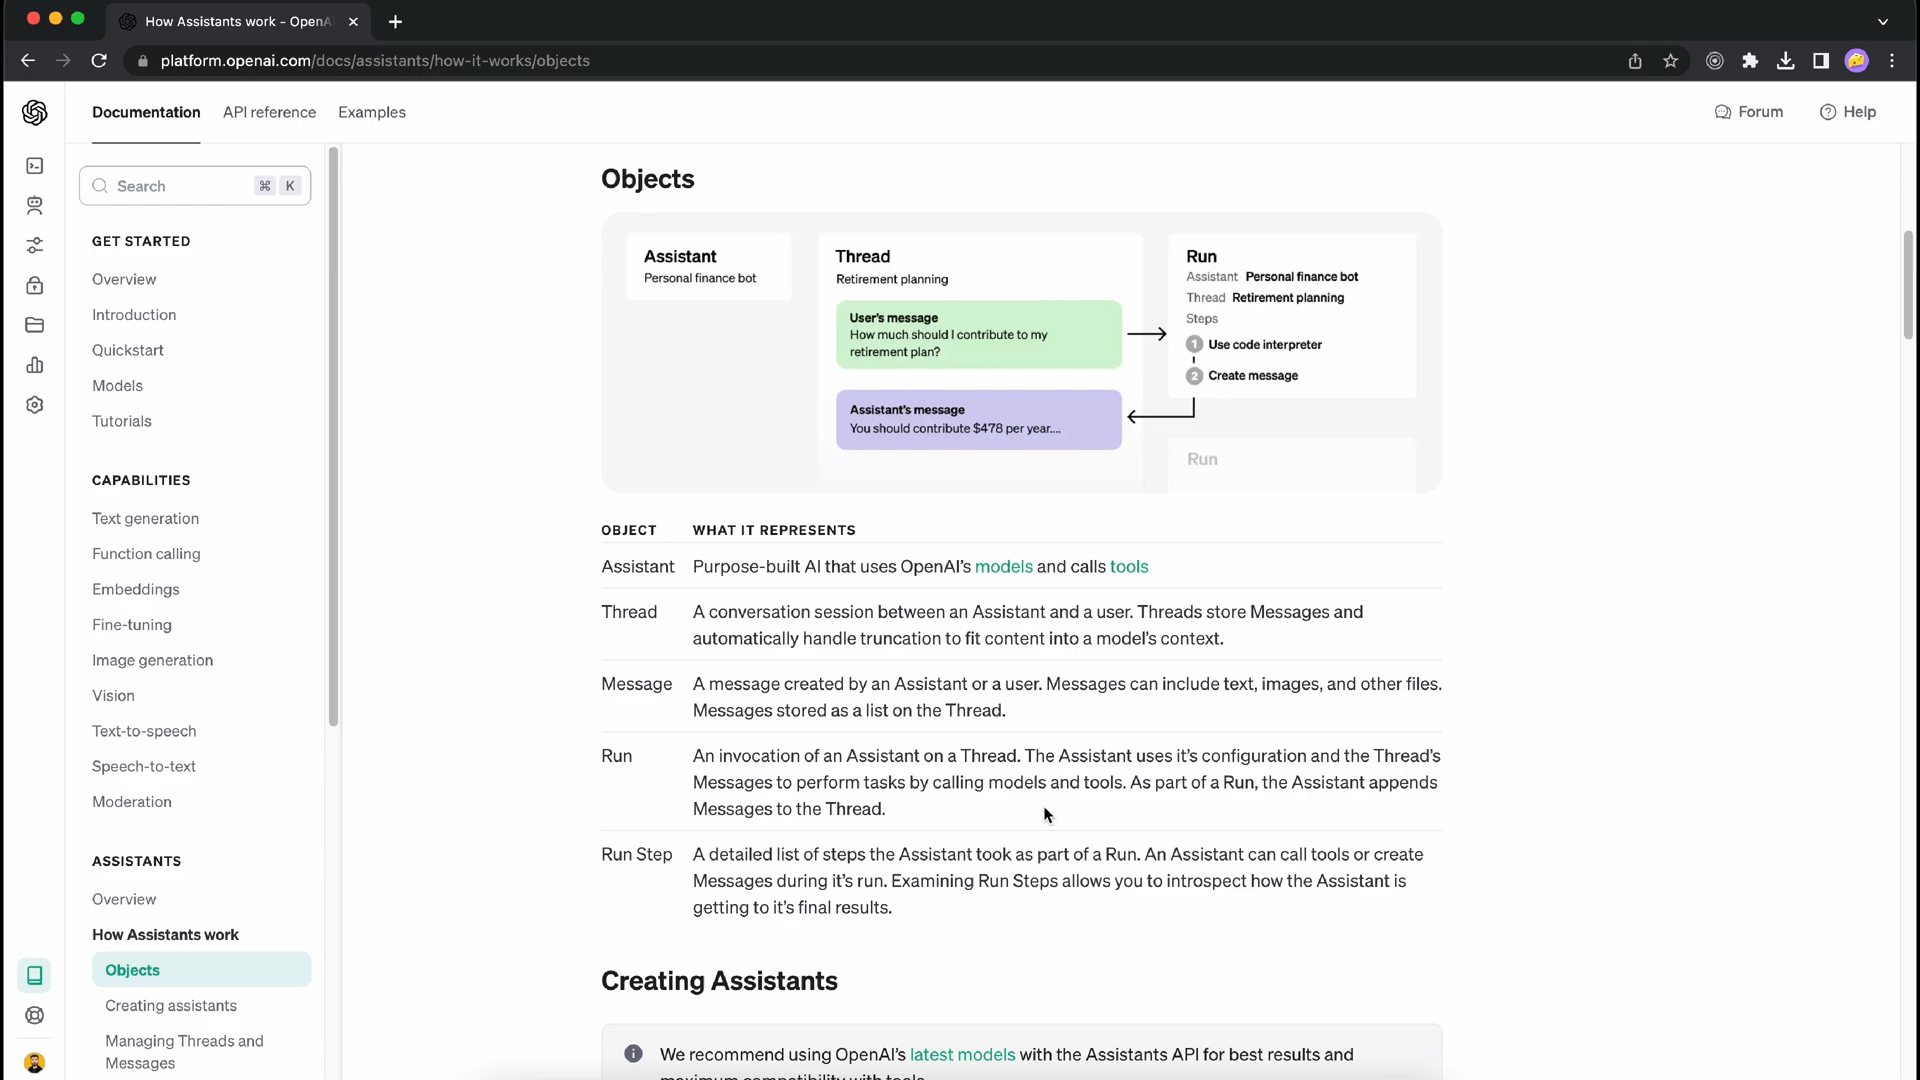 How Assistants work - OpenA
platform.openai.com/docs/assistants/how-it-works/objects
Documentation
API reference
Examples
Forum
Help
Search
⌘ K
GET STARTED
Overview
Introduction
Quickstart
Models
Tutorials
CAPABILITIES
Text generation
Function calling
Embeddings
Fine-tuning
Image generation
Vision
Text-to-speech
Speech-to-text
Moderation
ASSISTANTS
Overview
How Assistants work
Objects
Creating assistants
Managing Threads and
Messages
Objects
Assistant
Personal finance bot
Thread
Retirement planning
User's message
How much should I contribute to my
retirement plan?
Assistant's message
You should contribute $478 per year....
Run
Assistant Personal finance bot
Thread Retirement planning
Steps
1 Use code interpreter
2 Create message
Run
OBJECT WHAT IT REPRESENTS
Assistant Purpose-built AI that uses OpenAI's models and calls tools
Thread A conversation session between an Assistant and a user. Threads store Messages and
automatically handle truncation to fit content into a model's context.
Message A message created by an Assistant or a user. Messages can include text, images, and other files.
Messages stored as a list on the Thread.
Run An invocation of an Assistant on a Thread. The Assistant uses it's configuration and the Thread's
Messages to perform tasks by calling models and tools. As part of a Run, the Assistant appends
Messages to the Thread.
Run Step A detailed list of steps the Assistant took as part of a Run. An Assistant can call tools or create
Messages during it's run. Examining Run Steps allows you to introspect how the Assistant is
getting to it's final results.
Creating Assistants
We recommend using OpenAI's latest models with the Assistants API for best results and
maximum compatibility with tools